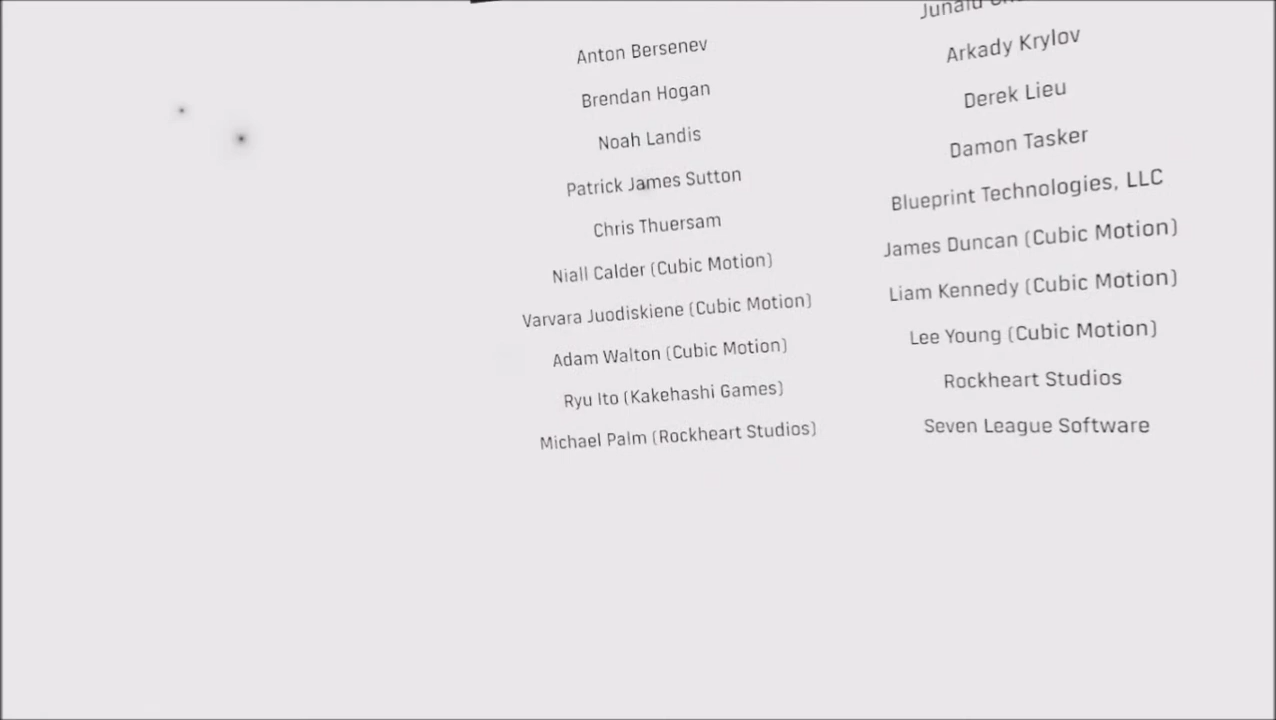 Anton Bersenev
Brendan Hogan
Noah Landis
Patrick James Sutton
Chris Thuersam
Niall Calder (Cubic Motion)
Varvara Juodiskiene (Cubic Motion)
Adam Walton (Cubic Motion)
Ryu Ito (Kakehashi Games)
Michael Palm (Rockheart Studios)
Arkady Krylov
Derek Lieu
Damon Tasker
Blueprint Technologies, LLC
James Duncan (Cubic Motion)
Liam Kennedy (Cubic Motion)
Lee Young (Cubic Motion)
Rockheart Studios
Seven League Software